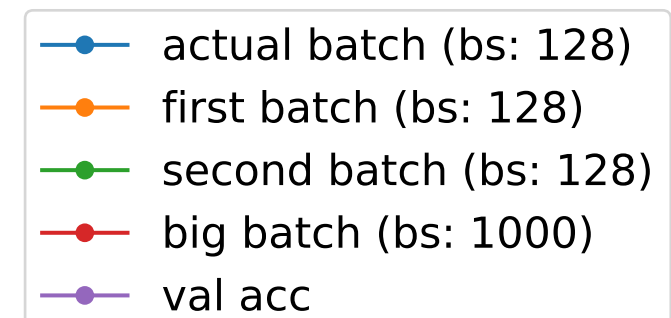 actual batch (bs: 128)
first batch (bs: 128)
second batch (bs: 128)
big batch (bs: 1000)
val acc